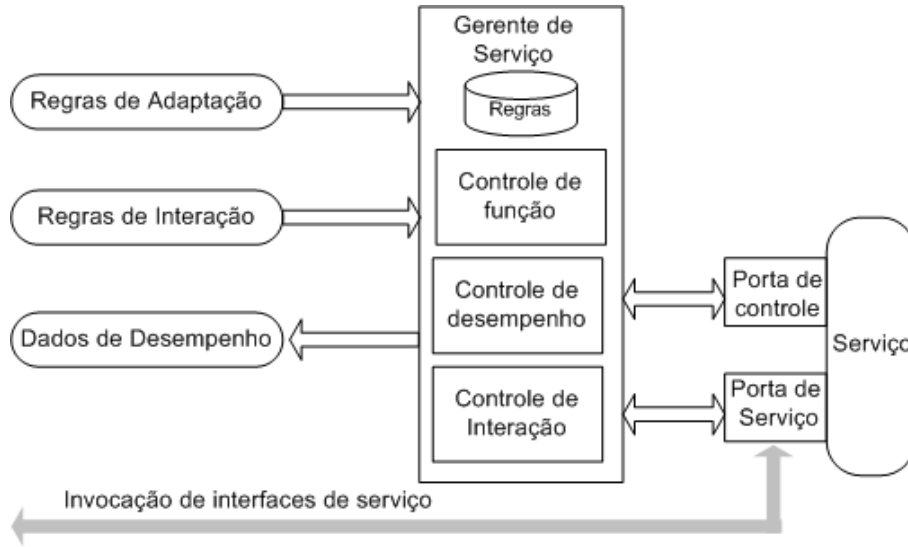 Gerente de
Serviço
Regras
Regras de Adaptação
Controle de
função
Regras de Interação
Controle de
desempenho
Dados de Desempenho
Porta de
controle
Serviço
Controle de
Interação
Porta de
Serviço
Invocação de interfaces de serviço